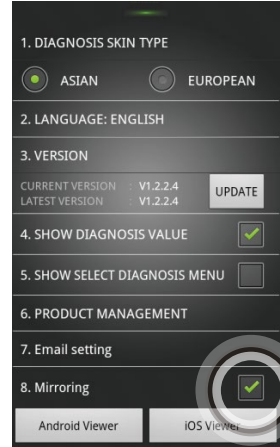 1. DIAGNOSIS SKIN TYPE
ASIAN EUROPEAN
2. LANGUAGE: ENGLISH
3. VERSION
CURRENT VERSION : V1.2.2.4
LATEST VERSION : V1.2.2.4
UPDATE
4. SHOW DIAGNOSIS VALUE
5. SHOW SELECT DIAGNOSIS MENU
6. PRODUCT MANAGEMENT
7. Email setting
8. Mirroring
Android Viewer iOS Viewer